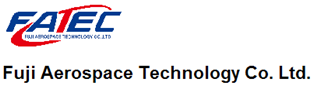 FATEC
FUJI AEROSPACE TECHNOLOGY CO.,LTD
Fuji Aerospace Technology Co. Ltd.